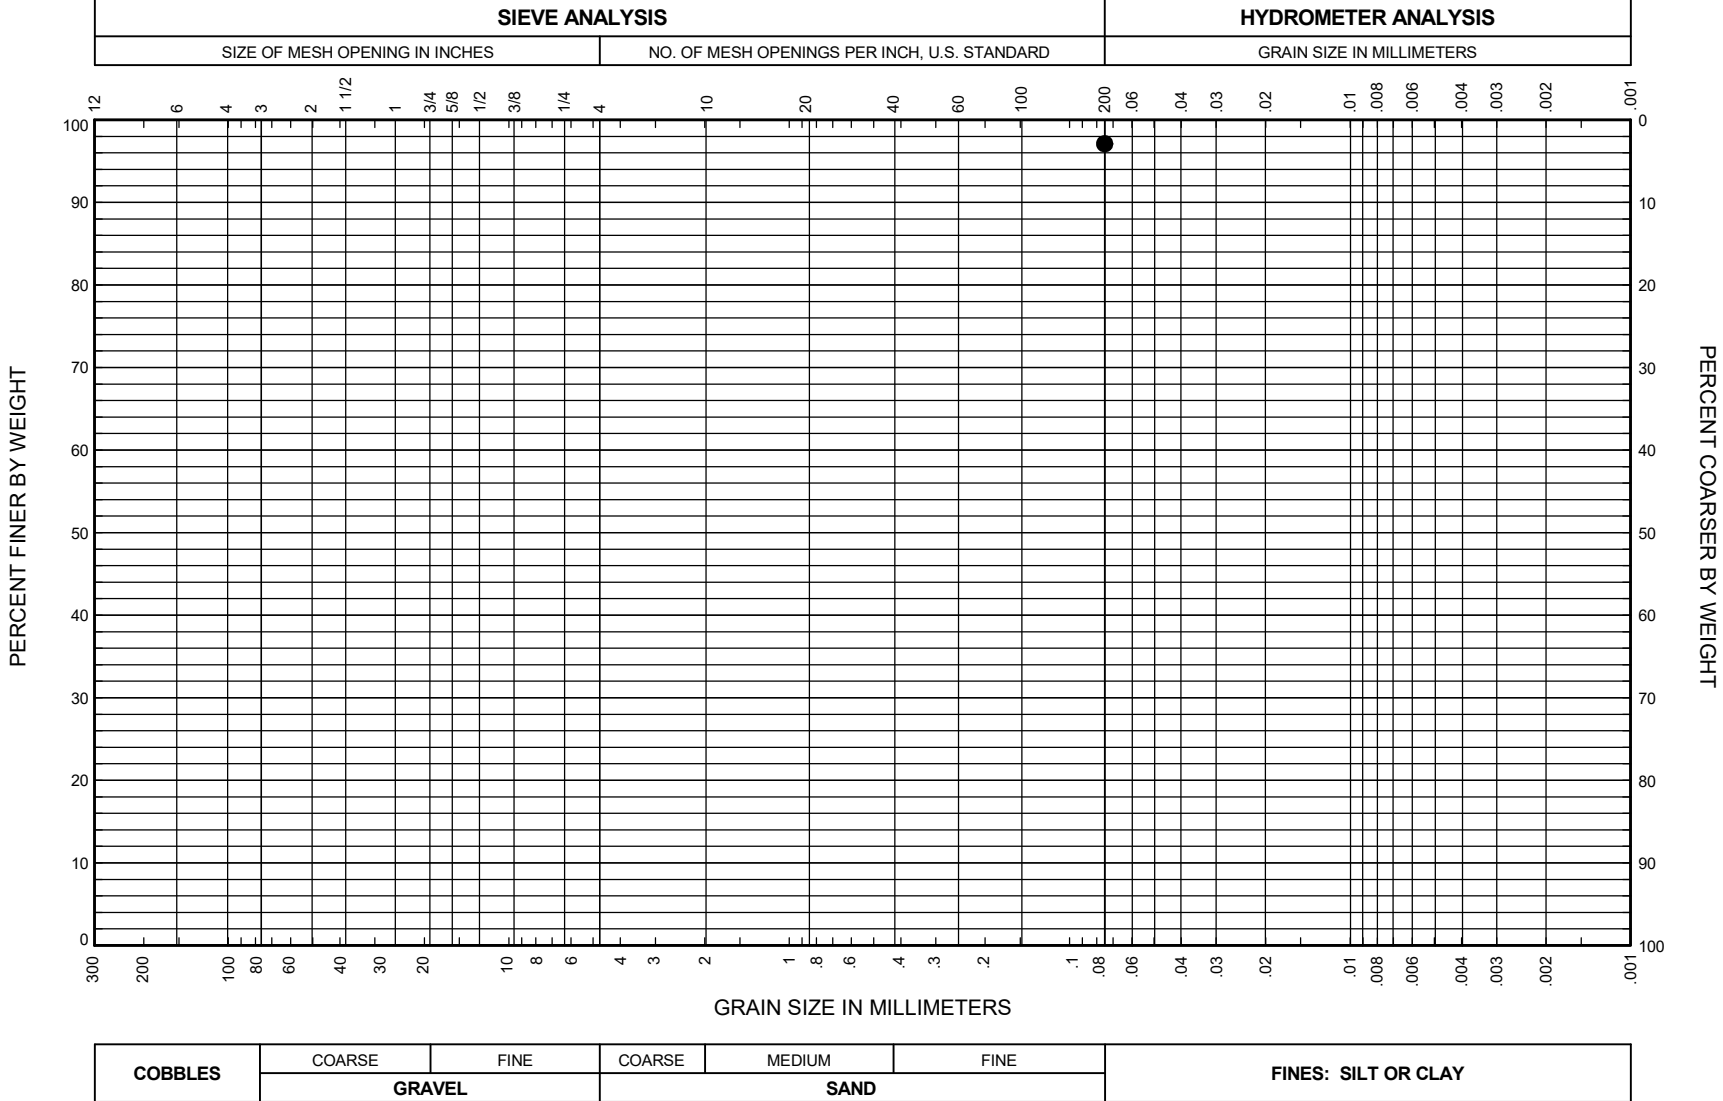 SIEVE ANALYSIS HYDROMETER ANALYSIS
SIZE OF MESH OPENING IN INCHES NO. OF MESH OPENINGS PER INCH, U.S. STANDARD GRAIN SIZE IN MILLIMETERS
12 6 4 3 2 1 1/2 1 3/4 5/8 1/2 3/8 1/4 4 10 20 40 60 100 200 .06 .04 .03 .02 .01 .008 .006 .004 .003 .002 .001
100 0
90 10
80 20
70 30
60 40
50 50
40 60
30 70
20 80
10 90
0 100
PERCENT FINER BY WEIGHT
PERCENT COARSER BY WEIGHT
300 200 100 80 60 40 30 20 10 8 6 4 3 2 1 .8 .6 .4 .3 .2 .1 .08 .06 .04 .03 .02 .01 .008 .006 .004 .003 .002 .001
GRAIN SIZE IN MILLIMETERS
COBBLES COARSE FINE COARSE MEDIUM FINE FINES: SILT OR CLAY
GRAVEL SAND